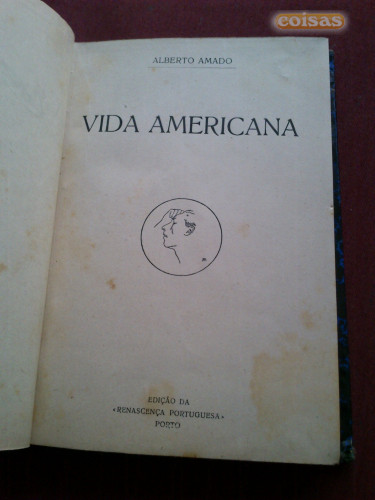 coisas
ALBERTO AMADO
VIDA AMERICANA
EDIÇÃO DA
«RENASCENÇA PORTUGUESA»
PORTO